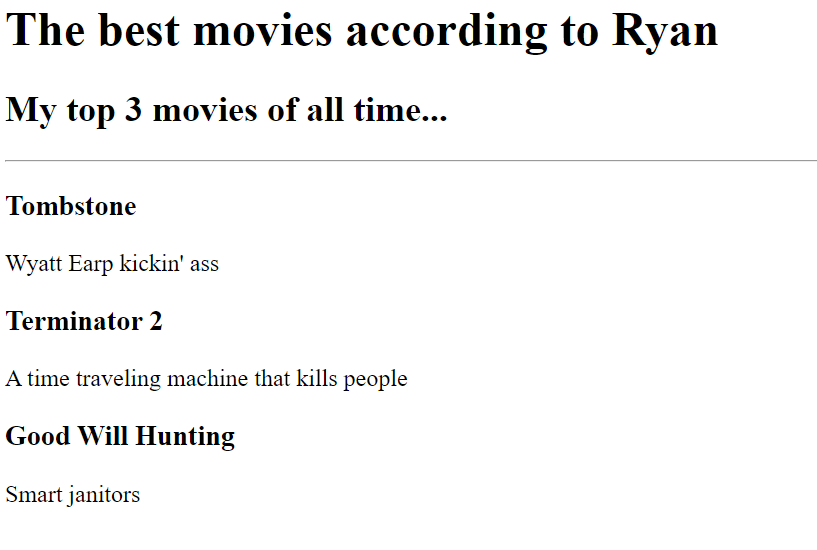 The best movies according to Ryan
My top 3 movies of all time...
Tombstone
Wyatt Earp kickin' ass
Terminator 2
A time traveling machine that kills people
Good Will Hunting
Smart janitors